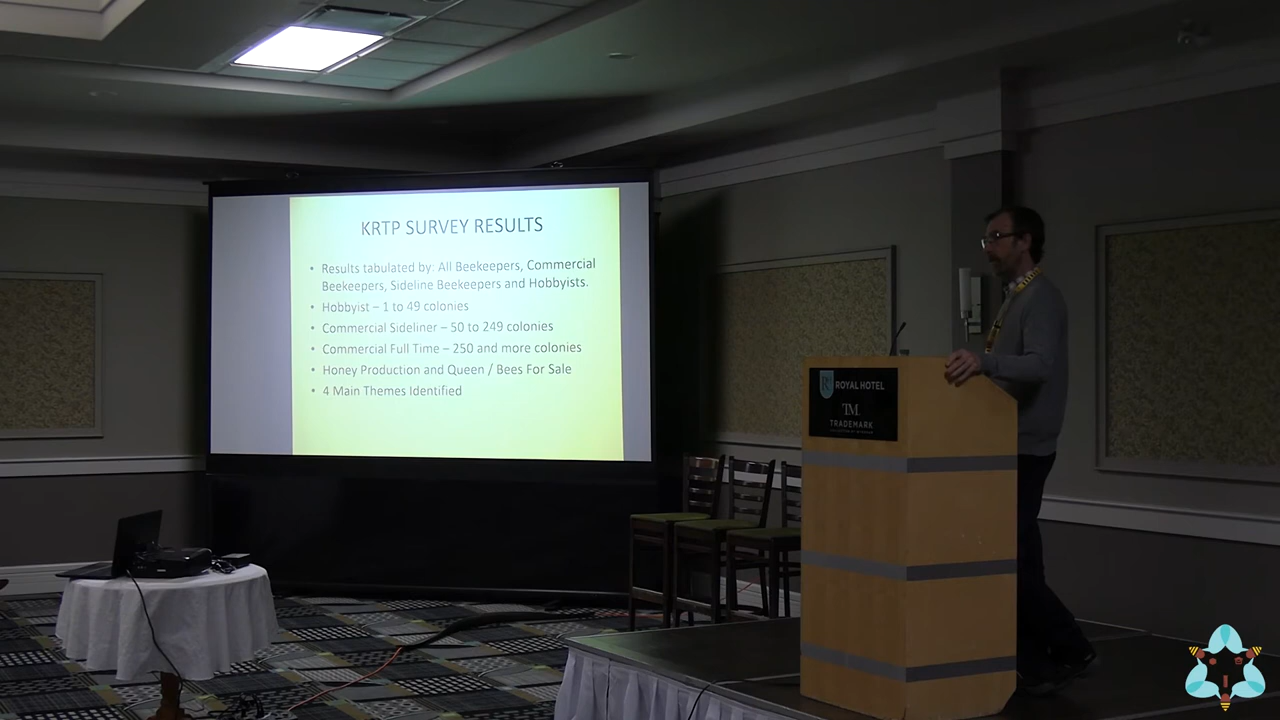 KRTP SURVEY RESULTS
• Results tabulated by: All Beekeepers, Commercial
Beekeepers, Sideline Beekeepers and Hobbyists.
• Hobbyist – 1 to 49 colonies
• Commercial Sideliner – 50 to 249 colonies
• Commercial Full Time – 250 and more colonies
• Honey Production and Queen / Bees For Sale
• 4 Main Themes Identified
R
ROYAL HOTEL
TM.
TRADEMARK